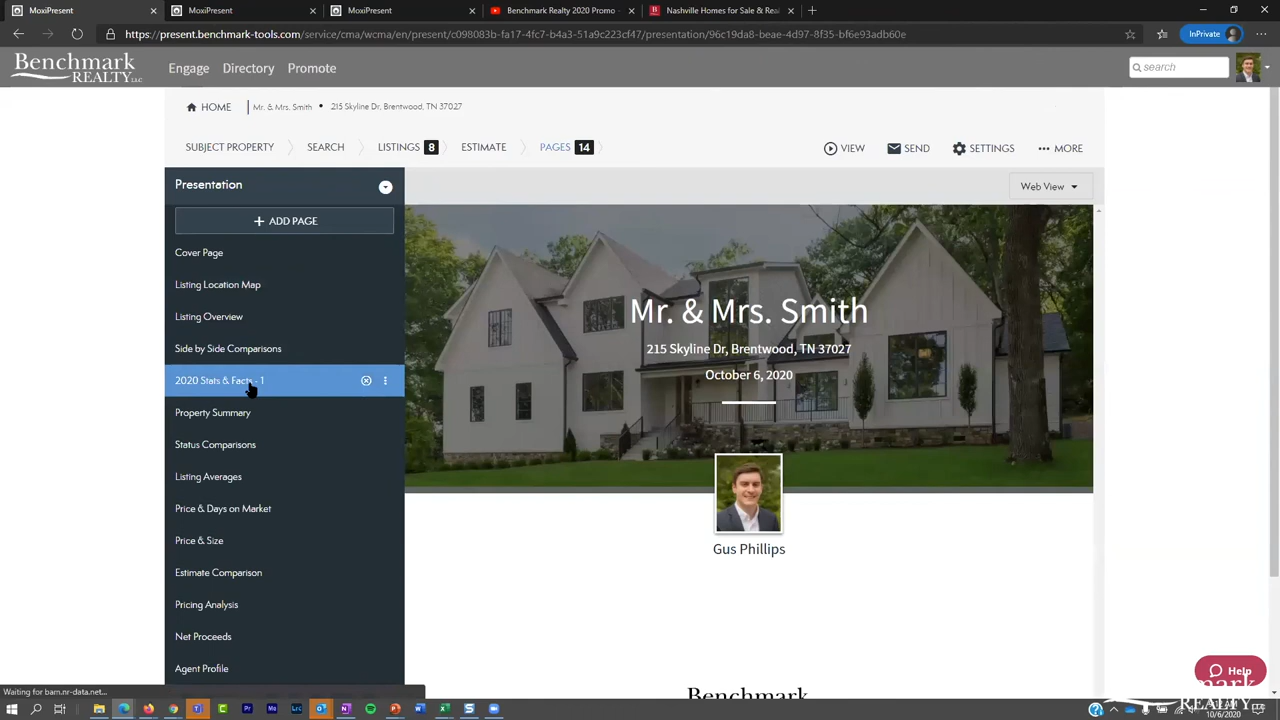 MoxiPresent
MoxiPresent
MoxiPresent
Benchmark Realty 2020 Promo -
Nashville Homes for Sale & Real
https://present.benchmark-tools.com/service/cma/wcma/en/present/c098083b-fa17-4fc7-b4a3-51a9c223cf47/presentation/96c19da8-beae-4d97-8f35-bf6e93adb60e
InPrivate
Benchmark
REALTY, LLC
Engage Directory Promote
search
HOME Mr. & Mrs. Smith • 215 Skyline Dr, Brentwood, TN 37027
SUBJECT PROPERTY SEARCH LISTINGS 8 ESTIMATE PAGES 14
VIEW SEND SETTINGS ••• MORE
Presentation
Web View
+ ADD PAGE
Cover Page
Listing Location Map
Listing Overview
Side by Side Comparisons
2020 Stats & Facts - 1
Property Summary
Status Comparisons
Listing Averages
Price & Days on Market
Price & Size
Estimate Comparison
Pricing Analysis
Net Proceeds
Agent Profile
Mr. & Mrs. Smith
215 Skyline Dr, Brentwood, TN 37027
October 6, 2020
Gus Phillips
Benchmark
Help
Benchmark
REALTY
Waiting for bam.nr-data.net...
10/6/2020